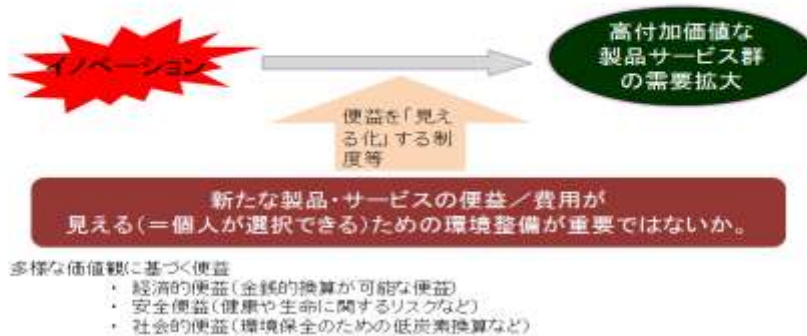 イノベーション
高付加価値な
製品サービス群
の需要拡大
便益を「見え
る化」する制
度等
新たな製品・サービスの便益／費用が
見える(=個人が選択できる)ための環境整備が重要ではないか。
多様な価値観に基づく便益
・ 経済的便益(金銭的換算が可能な便益)
・ 安全便益(健康や生命に関するリスクなど)
・ 社会的便益(環境保全のための低炭素換算など)